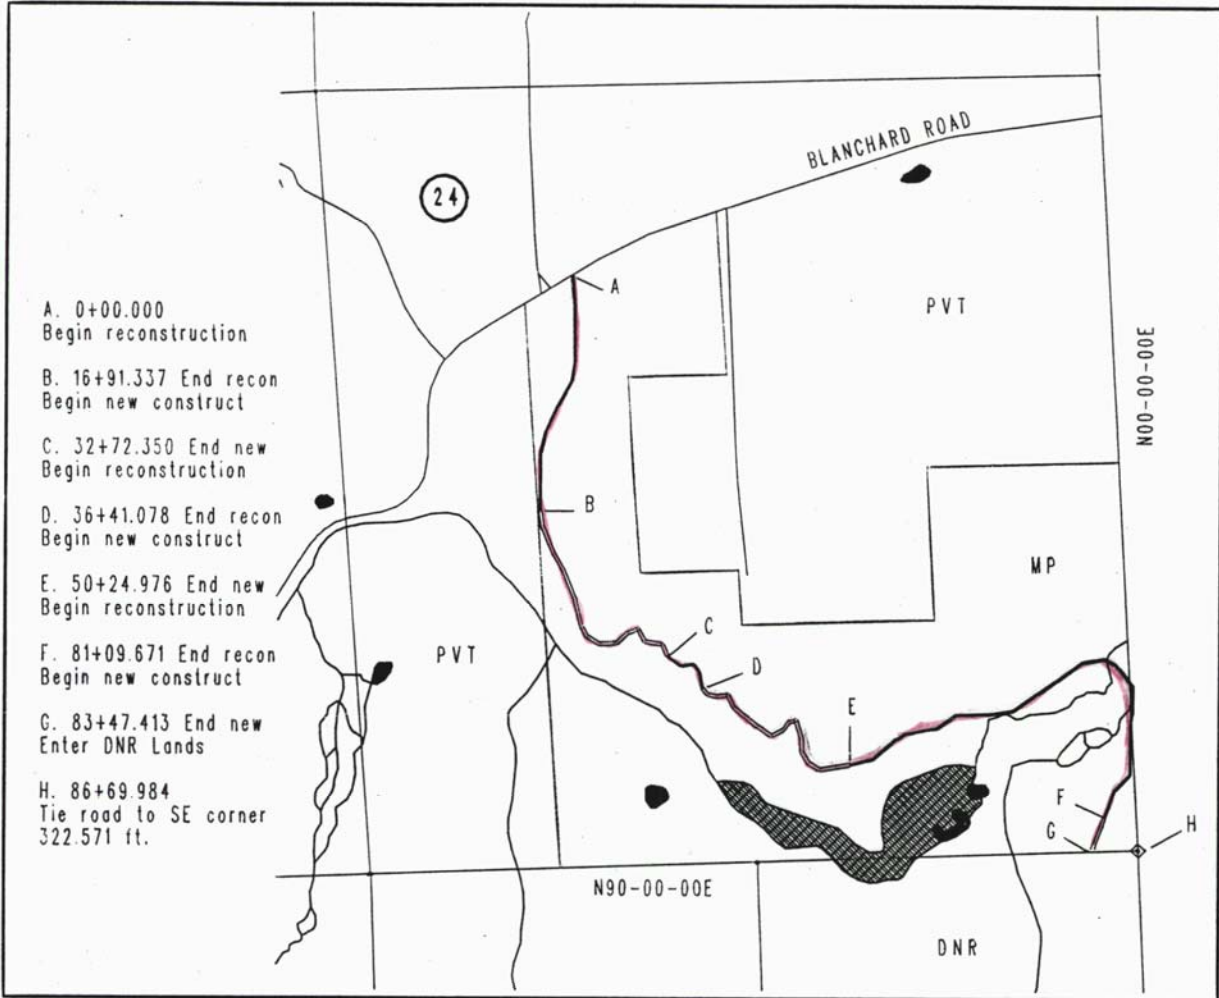 BLANCHARD ROAD
24
A
PVT
N00-00-00E
A. 0+00.000
Begin reconstruction
B. 16+91.337 End recon
Begin new construct
C. 32+72.350 End new
Begin reconstruction
D. 36+41.078 End recon
Begin new construct
E. 50+24.976 End new
Begin reconstruction
F. 81+09.671 End recon
Begin new construct
G. 83+47.413 End new
Enter DNR Lands
H. 86+69.984
Tie road to SE corner
322.571 ft.
B
MP
C
PVT
D
E
F
G
H
N90-00-00E
DNR